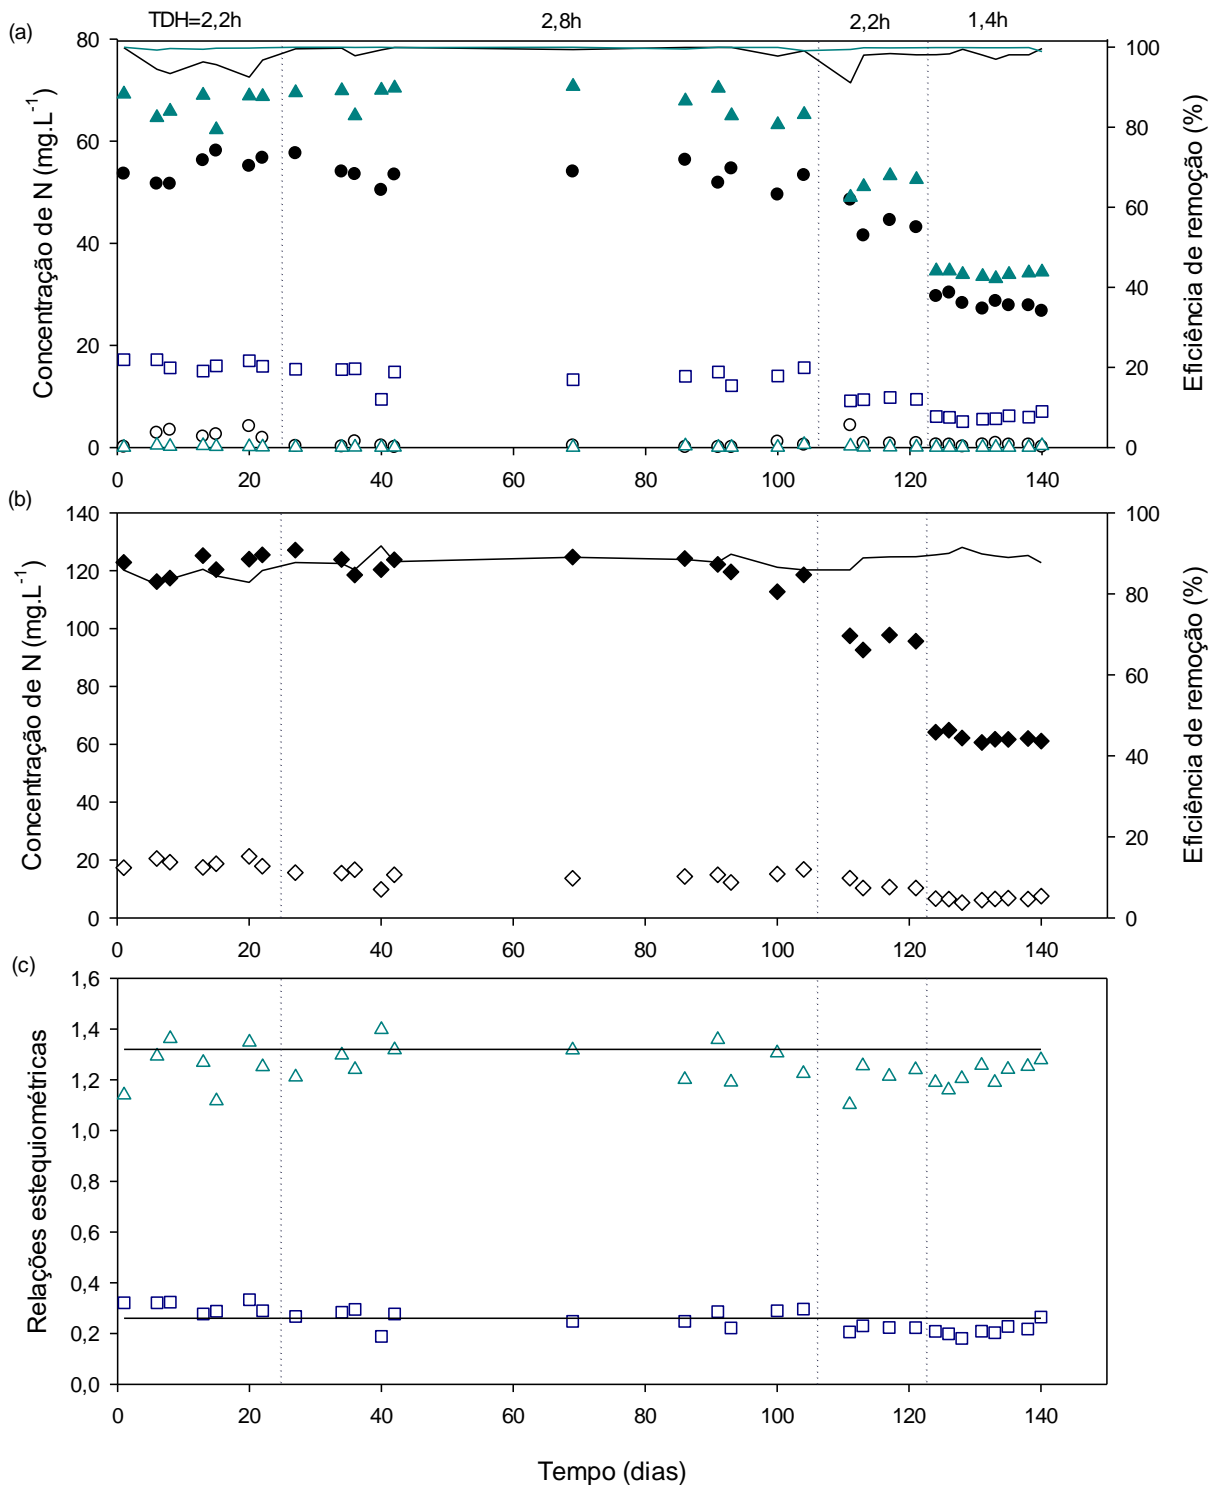 (a)
TDH=2,2h 2,8h 2,2h 1,4h
80 100
60 80
60
40
40
20
20
0 0
0 20 40 60 80 100 120 140
Concentração de N (mg.L-1)
Eficiência de remoção (%)
(b)
140 100
120
80
100
80 60
60 40
40
20
20
0 0
0 20 40 60 80 100 120 140
Concentração de N (mg.L-1)
Eficiência de remoção (%)
(c)
1,6
1,4
1,2
1,0
0,8
0,6
0,4
0,2
0,0
0 20 40 60 80 100 120 140
Relações estequiométricas
Tempo (dias)